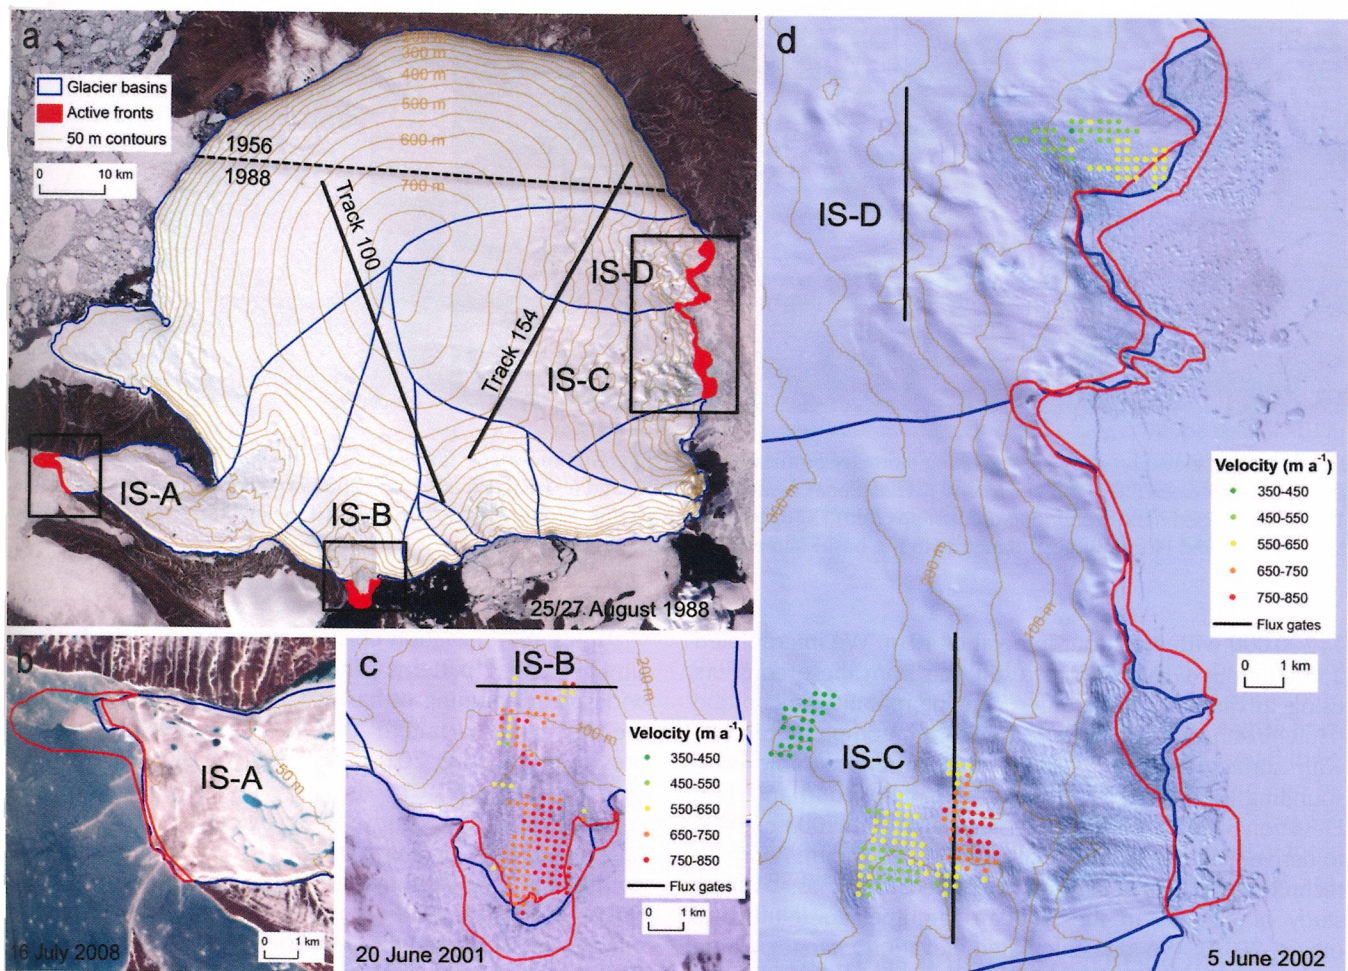 a
Glacier basins
Active fronts
50 m contours
0 10 km
300 m
400 m
500 m
600 m
700 m
1956
1988
Track 100
Track 154
IS-D
IS-C
IS-A
IS-B
25/27 August 1988
b
IS-A
50 m
0 1 km
16 July 2008
c
IS-B
200 m
100 m
Velocity (m a⁻¹)
350-450
450-550
550-650
650-750
750-850
Flux gates
0 1 km
20 June 2001
d
IS-D
300 m
200 m
100 m
IS-C
Velocity (m a⁻¹)
350-450
450-550
550-650
650-750
750-850
Flux gates
0 1 km
5 June 2002